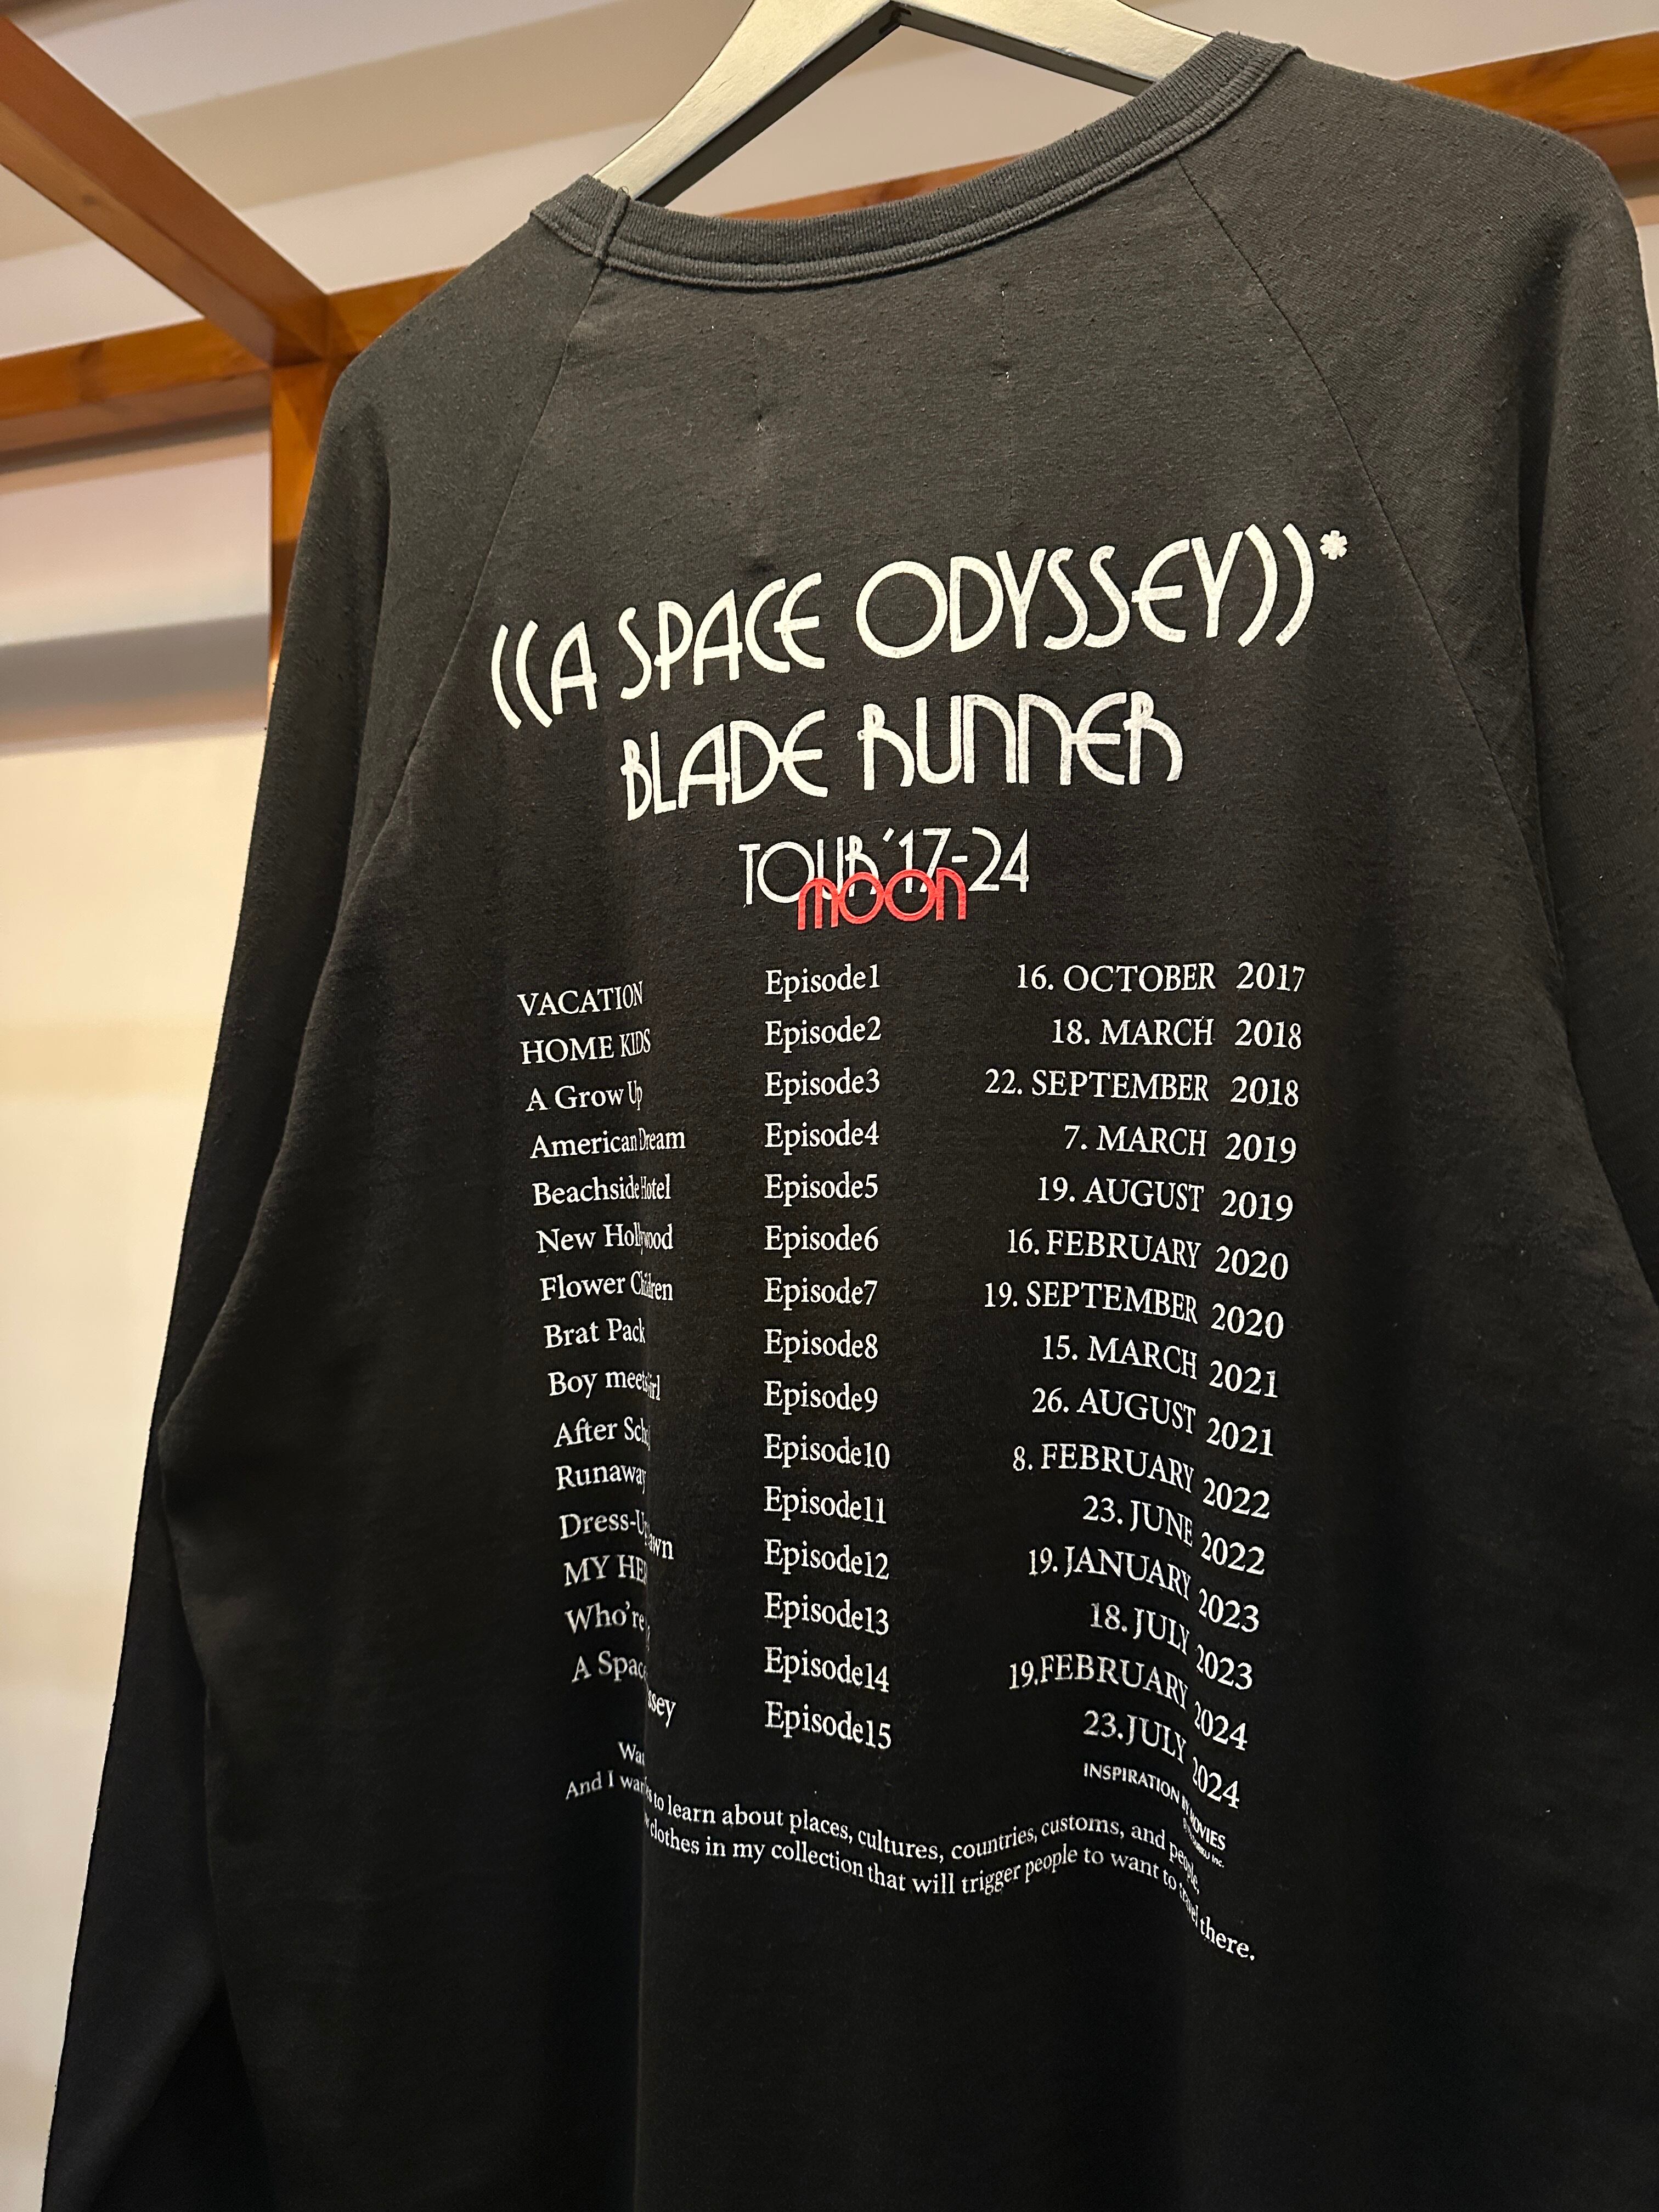 ((A SPACE ODYSSEY))*
BLADE RUNNER
TOUR '17-24
MOON
VACATION Episode1 16. OCTOBER 2017
HOME KIDS Episode2 18. MARCH 2018
A Grow Up Episode3 22. SEPTEMBER 2018
American Dream Episode4 7. MARCH 2019
Beachside Hotel Episode5 19. AUGUST 2019
New Hollywood Episode6 16. FEBRUARY 2020
Flower Children Episode7 19. SEPTEMBER 2020
Brat Pack Episode8 15. MARCH 2021
Boy meets Girl Episode9 26. AUGUST 2021
After Episode10 8. FEBRUARY 2022
Runaway Episode11 23. JUNE 2022
Episode12 19. JANUARY 2023
MY Episode13 18. JULY 2023
Who're Episode14 19.FEBRUARY 2024
A Space Episode15 23.JULY 2024
INSPIRATION BY MOVIES
to learn about places, cultures, countries, customs, and people,
And I clothes in my collection that will trigger people to want to travel there.